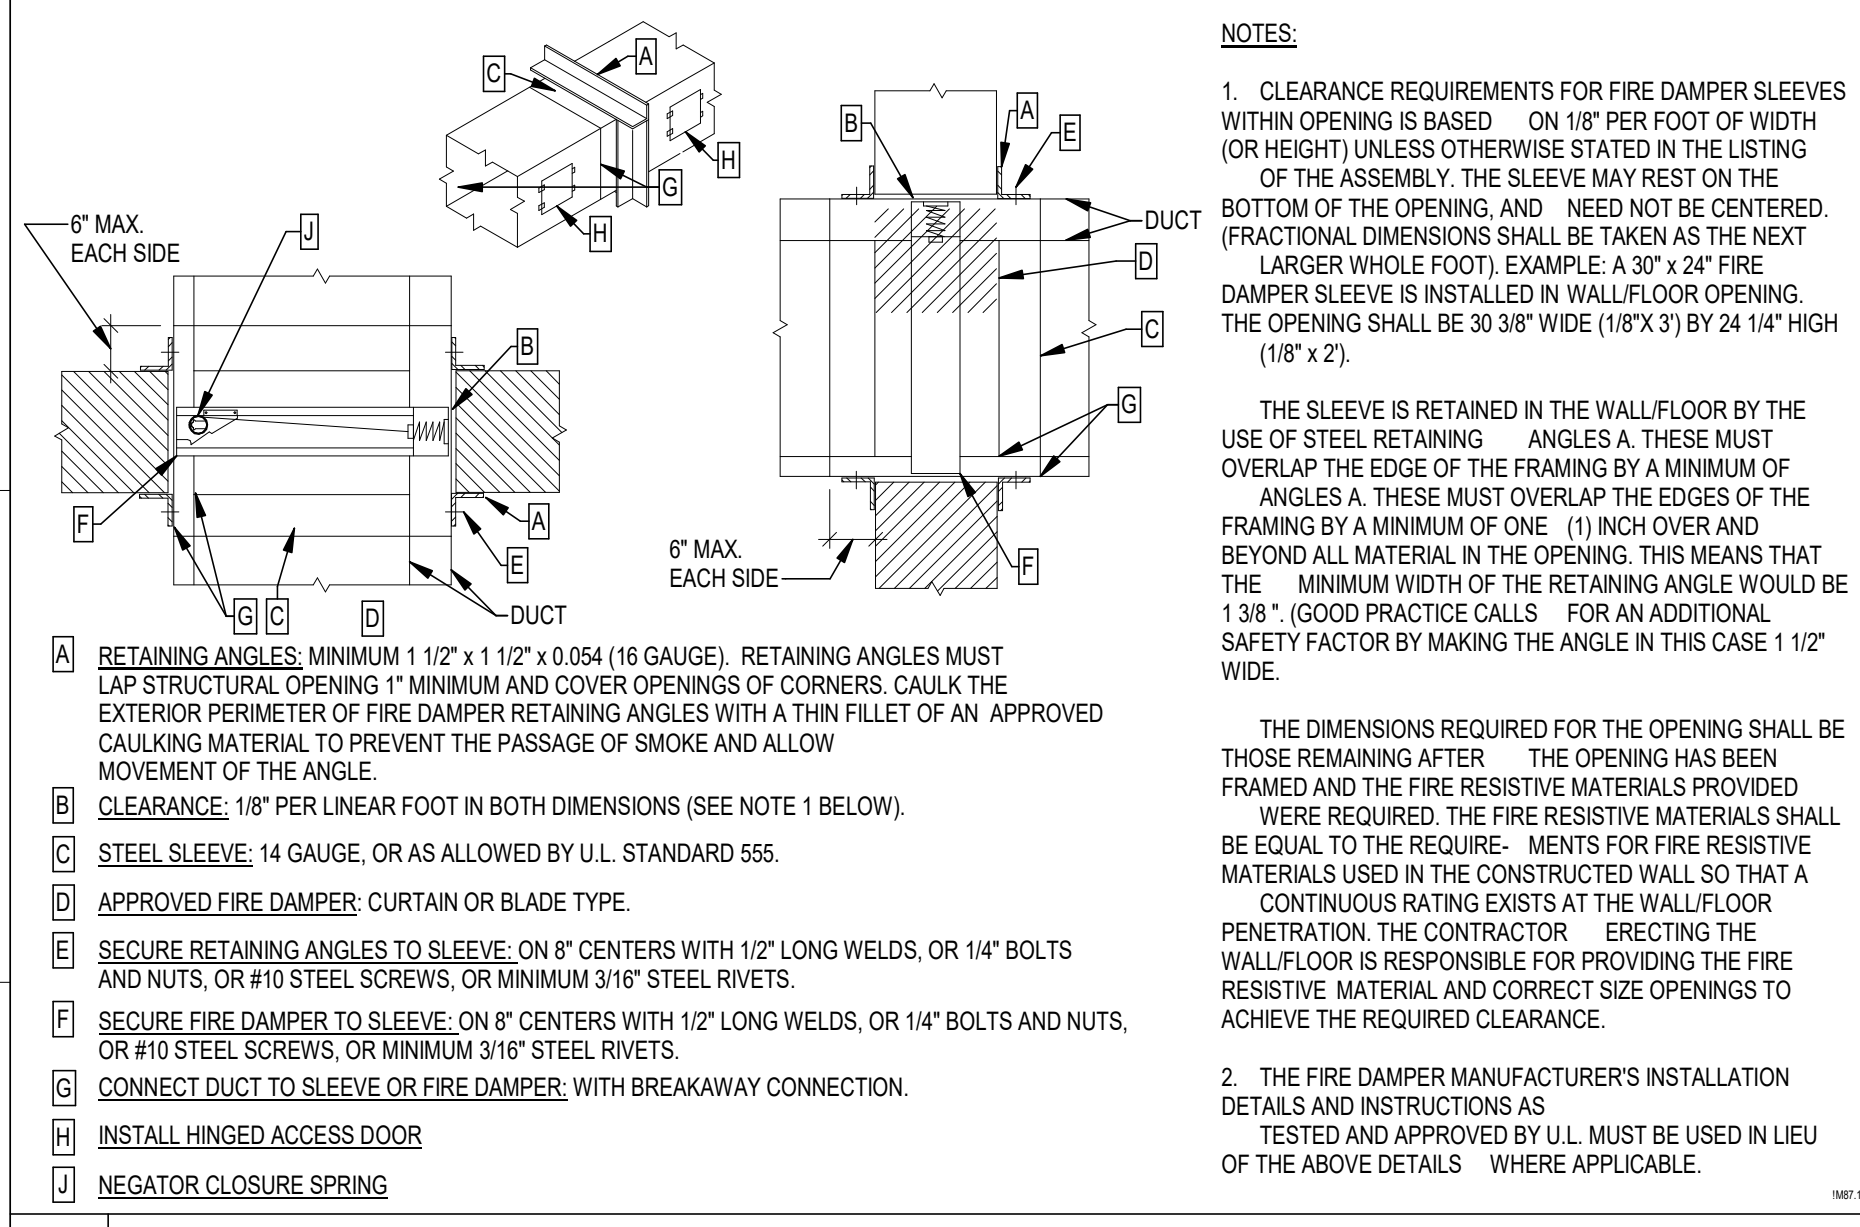 A
C
H
G
H
6" MAX.
EACH SIDE
J
B
F
A
E
G
C
D
DUCT
B
A
E
DUCT
D
C
G
6" MAX.
EACH SIDE
F
A RETAINING ANGLES: MINIMUM 1 1/2" x 1 1/2" x 0.054 (16 GAUGE). RETAINING ANGLES MUST
LAP STRUCTURAL OPENING 1" MINIMUM AND COVER OPENINGS OF CORNERS. CAULK THE
EXTERIOR PERIMETER OF FIRE DAMPER RETAINING ANGLES WITH A THIN FILLET OF AN APPROVED
CAULKING MATERIAL TO PREVENT THE PASSAGE OF SMOKE AND ALLOW
MOVEMENT OF THE ANGLE.
B CLEARANCE: 1/8" PER LINEAR FOOT IN BOTH DIMENSIONS (SEE NOTE 1 BELOW).
C STEEL SLEEVE: 14 GAUGE, OR AS ALLOWED BY U.L. STANDARD 555.
D APPROVED FIRE DAMPER: CURTAIN OR BLADE TYPE.
E SECURE RETAINING ANGLES TO SLEEVE: ON 8" CENTERS WITH 1/2" LONG WELDS, OR 1/4" BOLTS
AND NUTS, OR #10 STEEL SCREWS, OR MINIMUM 3/16" STEEL RIVETS.
F SECURE FIRE DAMPER TO SLEEVE: ON 8" CENTERS WITH 1/2" LONG WELDS, OR 1/4" BOLTS AND NUTS,
OR #10 STEEL SCREWS, OR MINIMUM 3/16" STEEL RIVETS.
G CONNECT DUCT TO SLEEVE OR FIRE DAMPER: WITH BREAKAWAY CONNECTION.
H INSTALL HINGED ACCESS DOOR
J NEGATOR CLOSURE SPRING
NOTES:
1. CLEARANCE REQUIREMENTS FOR FIRE DAMPER SLEEVES
WITHIN OPENING IS BASED ON 1/8" PER FOOT OF WIDTH
(OR HEIGHT) UNLESS OTHERWISE STATED IN THE LISTING
OF THE ASSEMBLY. THE SLEEVE MAY REST ON THE
BOTTOM OF THE OPENING, AND NEED NOT BE CENTERED.
(FRACTIONAL DIMENSIONS SHALL BE TAKEN AS THE NEXT
LARGER WHOLE FOOT). EXAMPLE: A 30" x 24" FIRE
DAMPER SLEEVE IS INSTALLED IN WALL/FLOOR OPENING.
THE OPENING SHALL BE 30 3/8" WIDE (1/8"X 3') BY 24 1/4" HIGH
(1/8" x 2').
THE SLEEVE IS RETAINED IN THE WALL/FLOOR BY THE
USE OF STEEL RETAINING ANGLES A. THESE MUST
OVERLAP THE EDGE OF THE FRAMING BY A MINIMUM OF
ANGLES A. THESE MUST OVERLAP THE EDGES OF THE
FRAMING BY A MINIMUM OF ONE (1) INCH OVER AND
BEYOND ALL MATERIAL IN THE OPENING. THIS MEANS THAT
THE MINIMUM WIDTH OF THE RETAINING ANGLE WOULD BE
1 3/8 ". (GOOD PRACTICE CALLS FOR AN ADDITIONAL
SAFETY FACTOR BY MAKING THE ANGLE IN THIS CASE 1 1/2"
WIDE.
THE DIMENSIONS REQUIRED FOR THE OPENING SHALL BE
THOSE REMAINING AFTER THE OPENING HAS BEEN
FRAMED AND THE FIRE RESISTIVE MATERIALS PROVIDED
WERE REQUIRED. THE FIRE RESISTIVE MATERIALS SHALL
BE EQUAL TO THE REQUIRE- MENTS FOR FIRE RESISTIVE
MATERIALS USED IN THE CONSTRUCTED WALL SO THAT A
CONTINUOUS RATING EXISTS AT THE WALL/FLOOR
PENETRATION. THE CONTRACTOR ERECTING THE
WALL/FLOOR IS RESPONSIBLE FOR PROVIDING THE FIRE
RESISTIVE MATERIAL AND CORRECT SIZE OPENINGS TO
ACHIEVE THE REQUIRED CLEARANCE.
2. THE FIRE DAMPER MANUFACTURER'S INSTALLATION
DETAILS AND INSTRUCTIONS AS
TESTED AND APPROVED BY U.L. MUST BE USED IN LIEU
OF THE ABOVE DETAILS WHERE APPLICABLE.
!M87.1